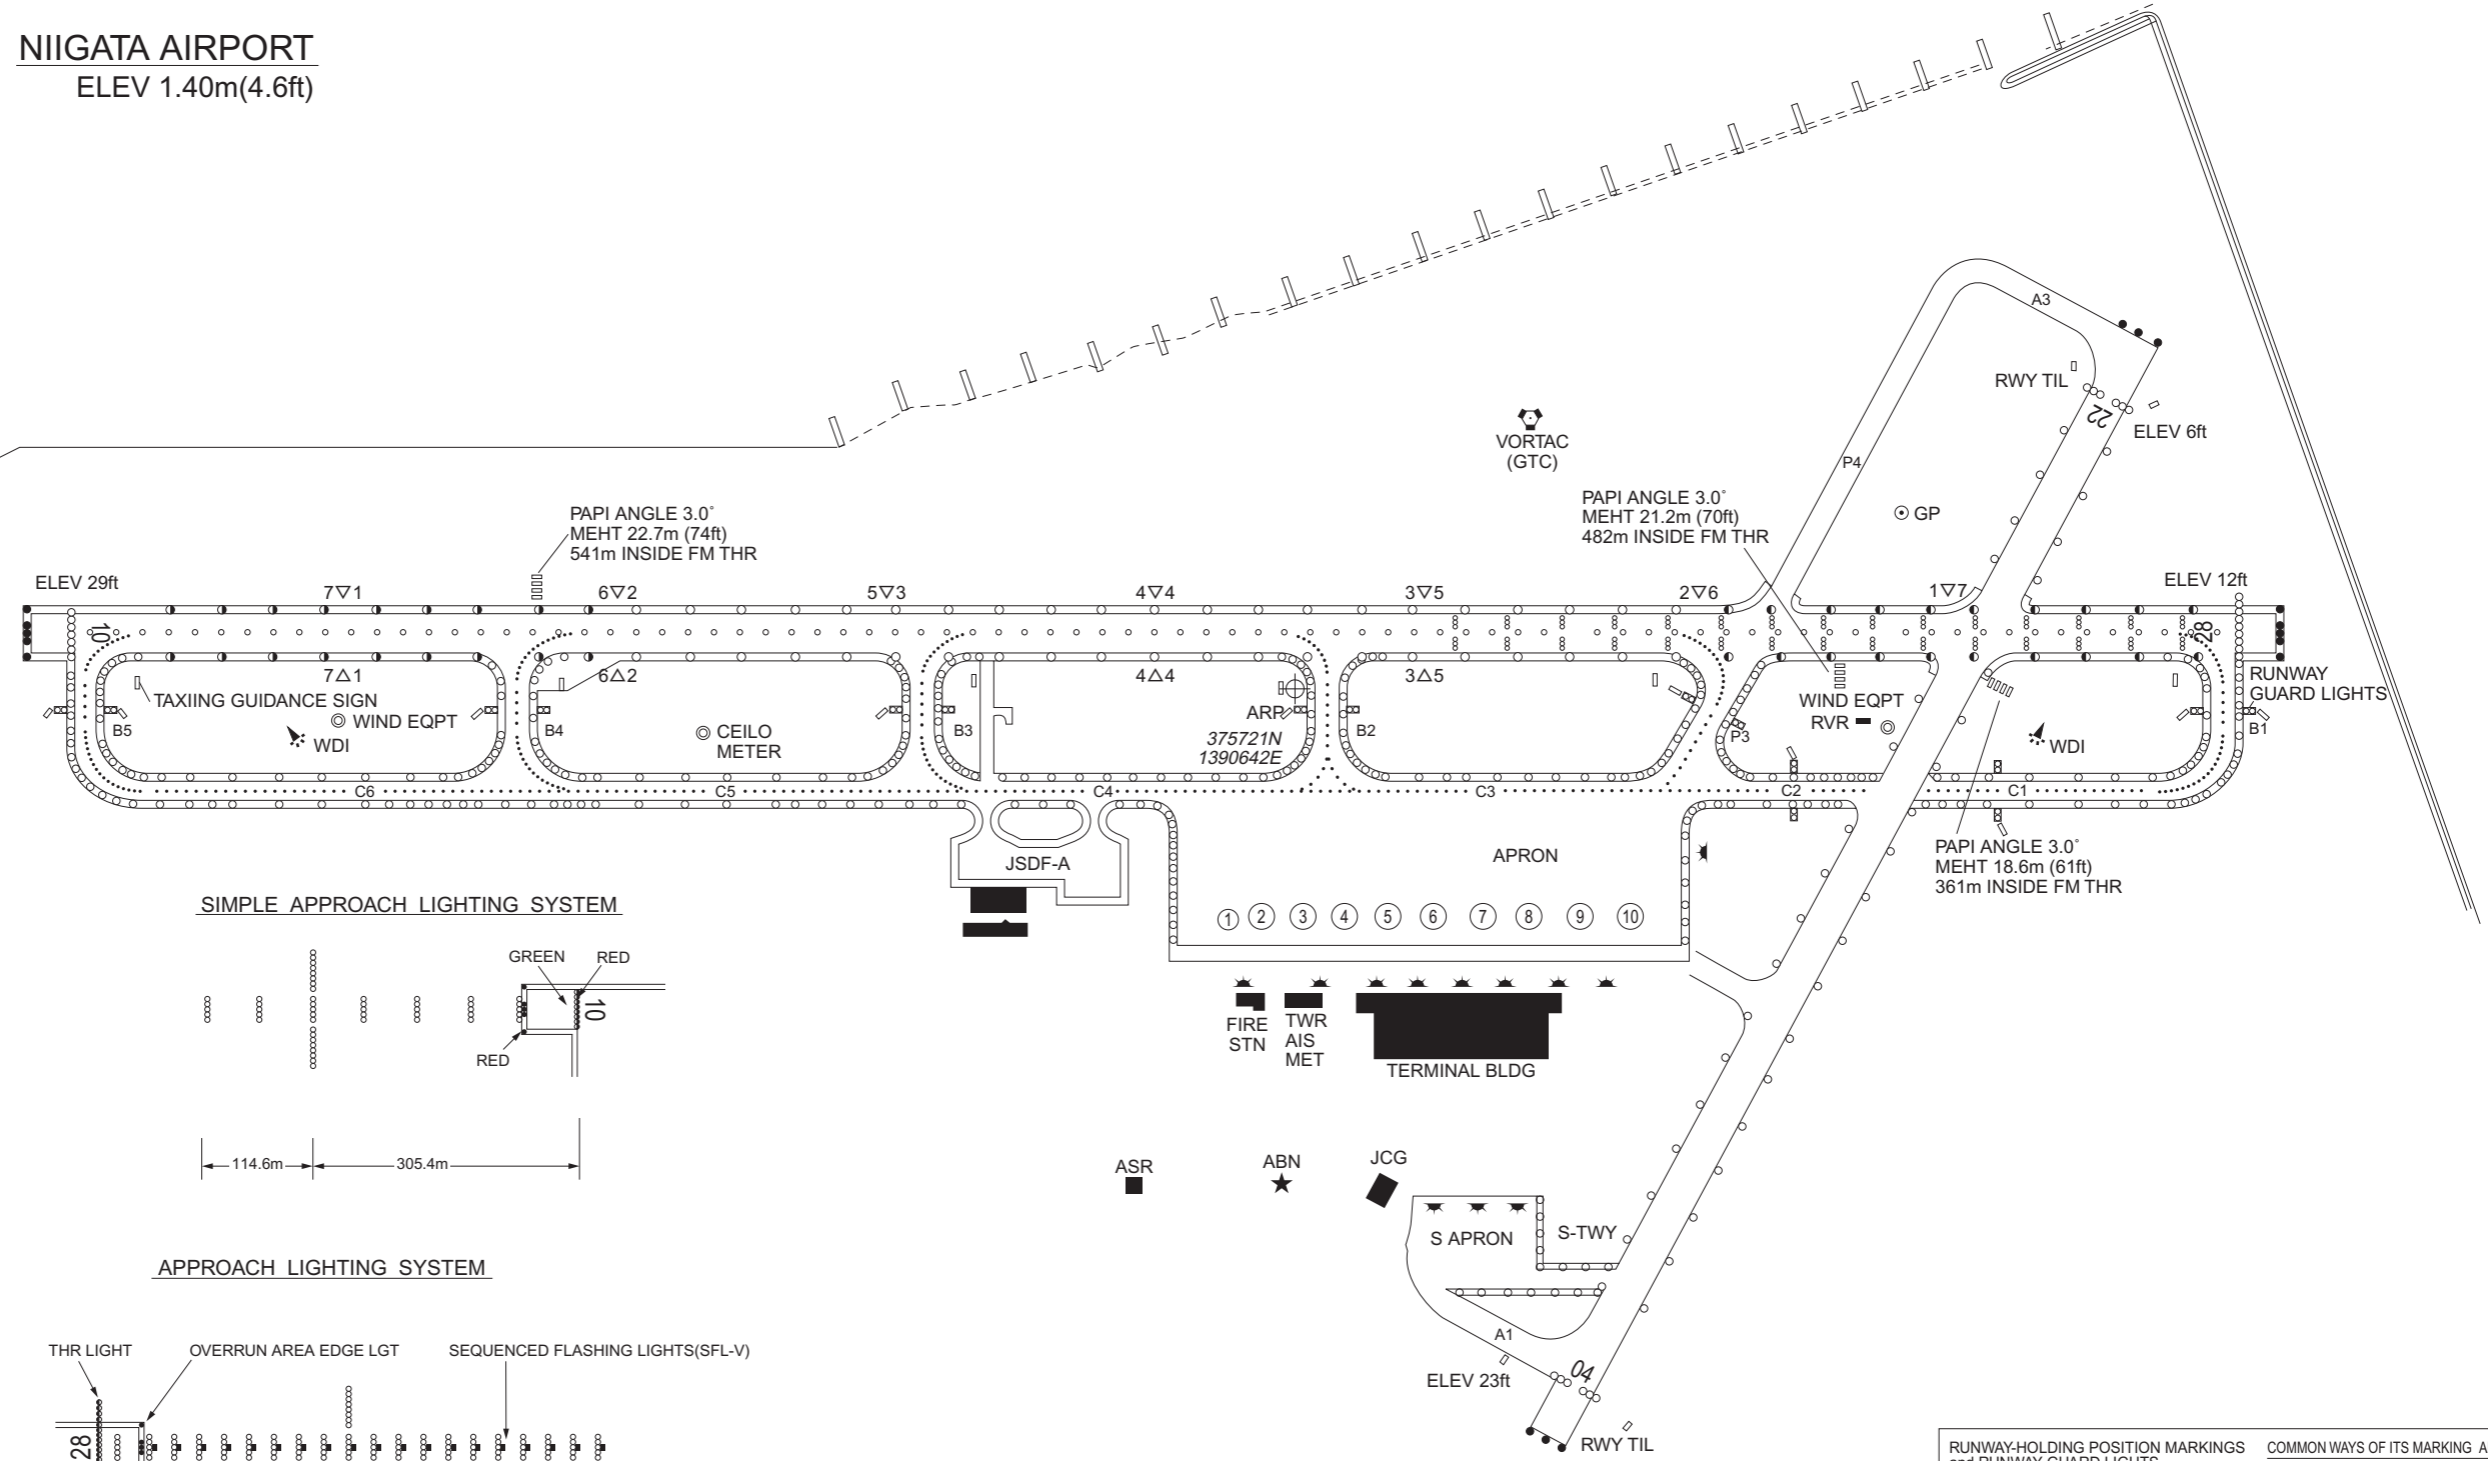 NIIGATA AIRPORT
ELEV 1.40m(4.6ft)
A3
RWY TIL
22
ELEV 6ft
VORTAC
(GTC)
P4
GP
PAPI ANGLE 3.0°
MEHT 22.7m (74ft)
541m INSIDE FM THR
PAPI ANGLE 3.0°
MEHT 21.2m (70ft)
482m INSIDE FM THR
ELEV 29ft
7▽1
6▽2
5▽3
4▽4
3▽5
2▽6
1▽7
ELEV 12ft
10
28
7△1
6△2
4△4
3△5
TAXIING GUIDANCE SIGN
WIND EQPT
WDI
B5
B4
CEILO
METER
B3
ARP
375721N
1390642E
B2
P3
WIND EQPT
RVR
WDI
B1
RUNWAY
GUARD LIGHTS
C6
C5
C4
C3
C2
C1
JSDF-A
APRON
PAPI ANGLE 3.0°
MEHT 18.6m (61ft)
361m INSIDE FM THR
1 2 3 4 5 6 7 8 9 10
FIRE
STN
TWR
AIS
MET
TERMINAL BLDG
SIMPLE APPROACH LIGHTING SYSTEM
GREEN
RED
10
RED
114.6m
305.4m
ASR
ABN
JCG
S APRON
S-TWY
A1
ELEV 23ft
04
RWY TIL
APPROACH LIGHTING SYSTEM
THR LIGHT
OVERRUN AREA EDGE LGT
SEQUENCED FLASHING LIGHTS(SFL-V)
28
RUNWAY-HOLDING POSITION MARKINGS
and RUNWAY GUARD LIGHTS
COMMON WAYS OF ITS MARKING A